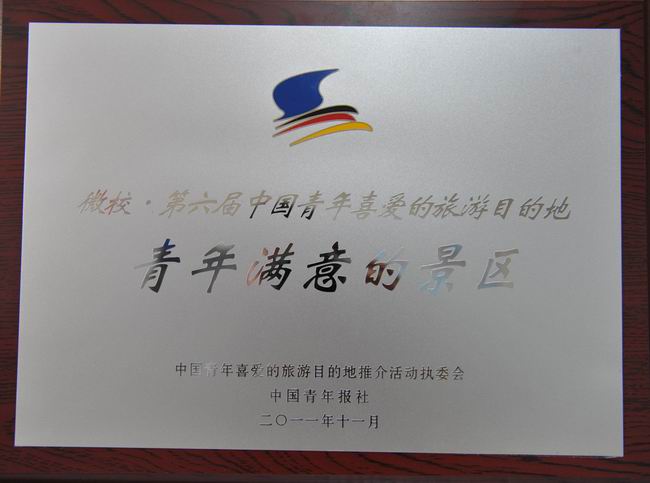 微校·第六届中国青年喜爱的旅游目的地
青年满意的景区
中国青年喜爱的旅游目的地推介活动执委会
中国青年报社
二〇一一年十一月